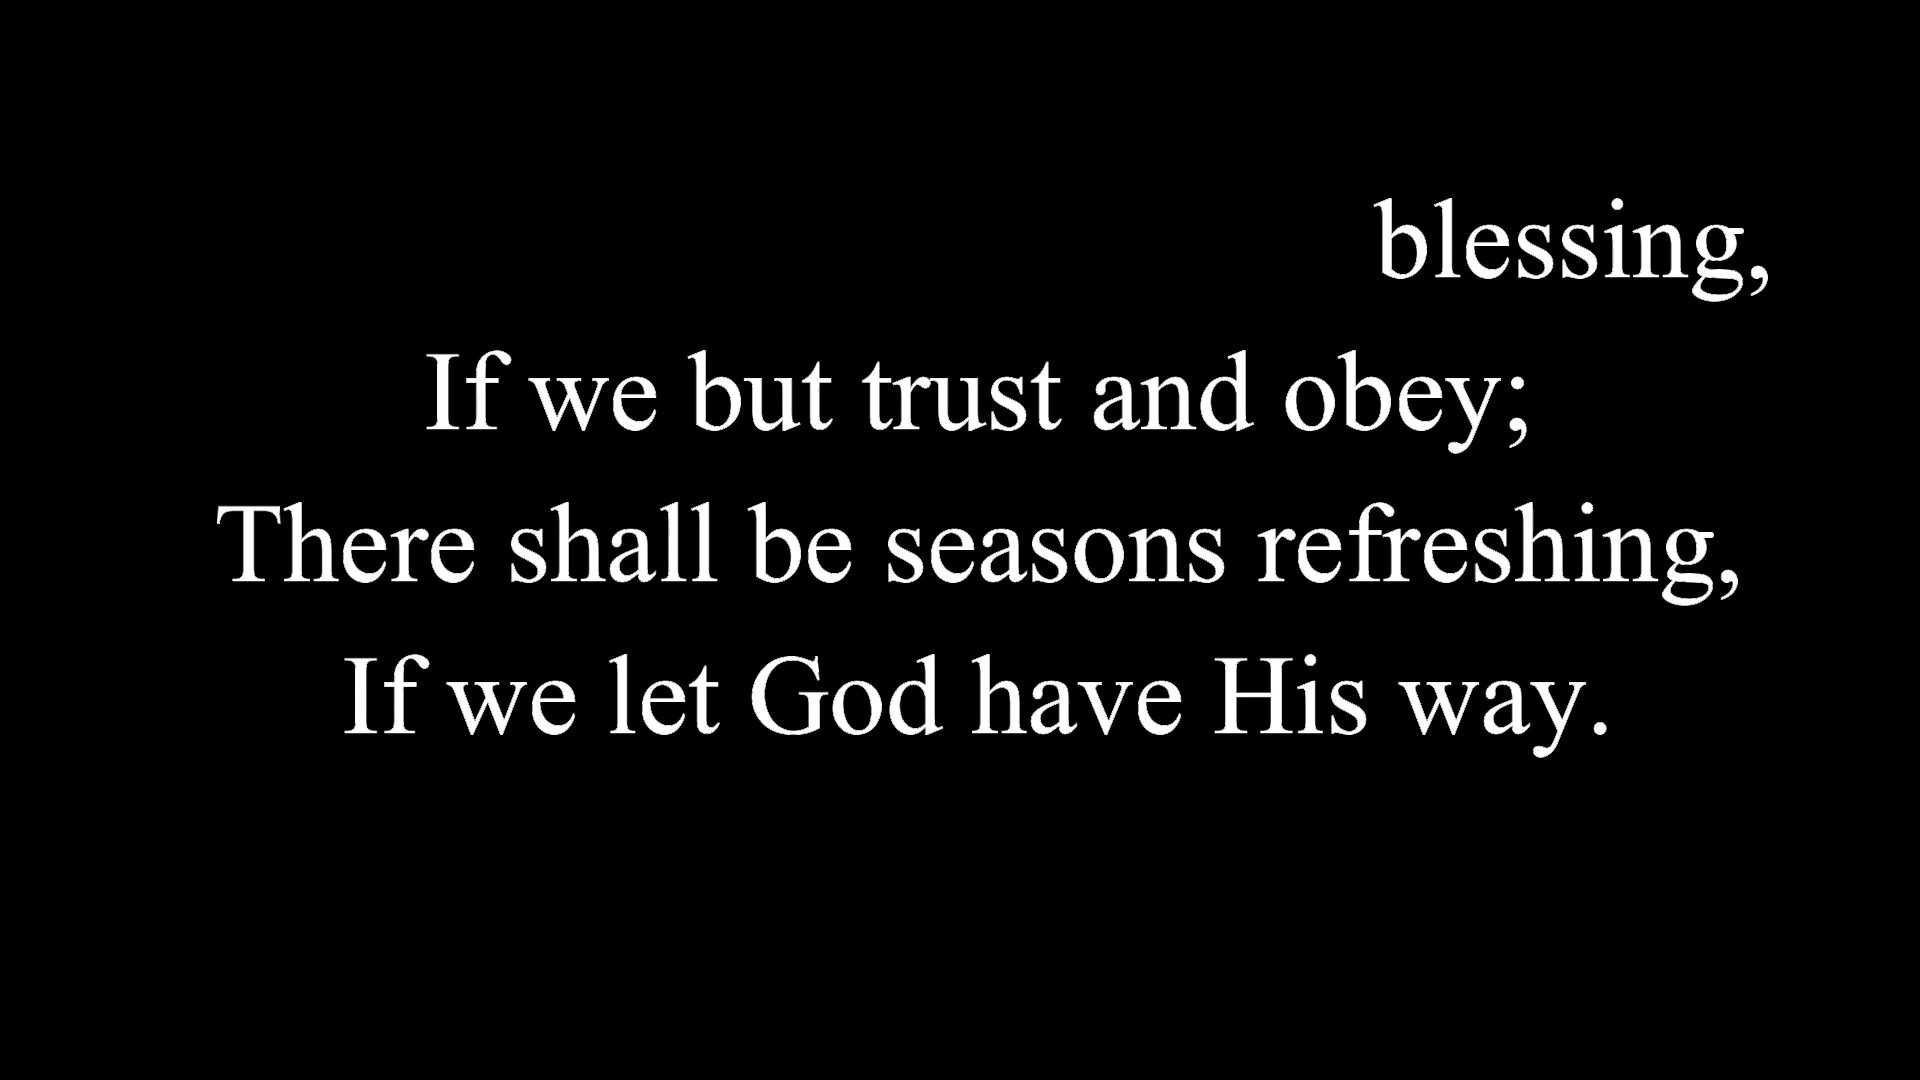 blessing,
If we but trust and obey;
There shall be seasons refreshing,
If we let God have His way.